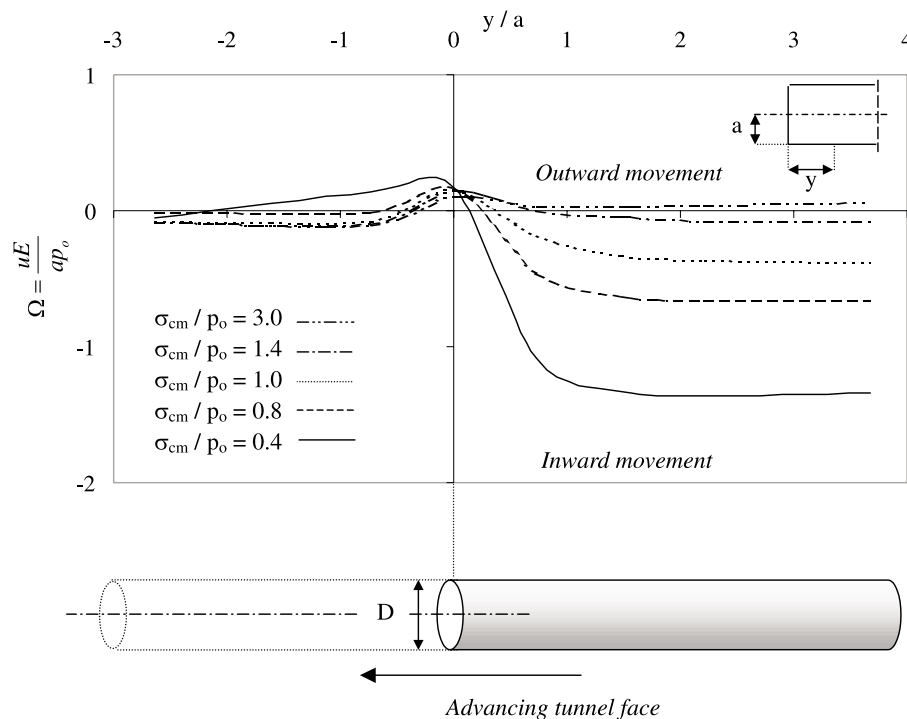 y / a
-3 -2 -1 0 1 2 3 4
1
0
-1
-2
Ω = uE / apₒ
a
y
Outward movement
σcm / pₒ = 3.0
σcm / pₒ = 1.4
σcm / pₒ = 1.0
σcm / pₒ = 0.8
σcm / pₒ = 0.4
Inward movement
D
Advancing tunnel face